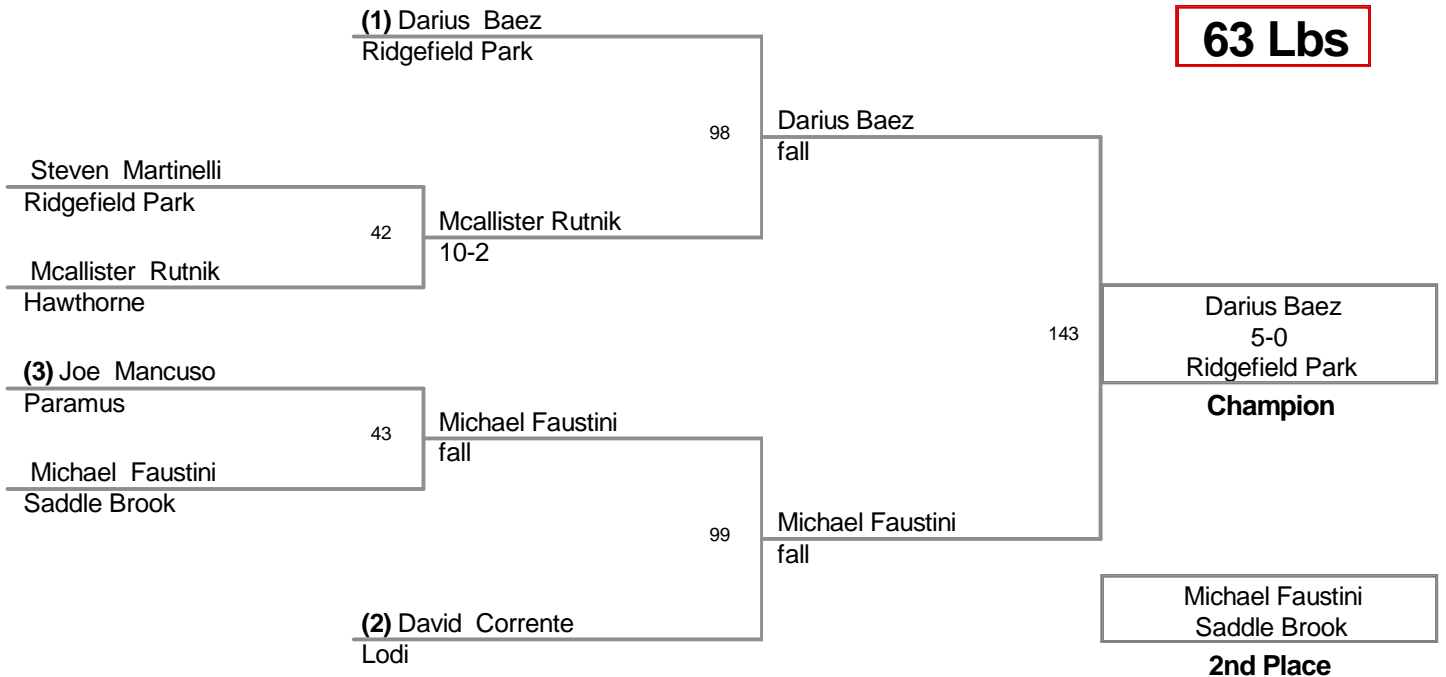 (1) Darius Baez
Ridgefield Park
63 Lbs
98
Darius Baez
fall
Steven Martinelli
Ridgefield Park
42
Mcallister Rutnik
10-2
Mcallister Rutnik
Hawthorne
143
Darius Baez
5-0
Ridgefield Park
Champion
(3) Joe Mancuso
Paramus
43
Michael Faustini
fall
Michael Faustini
Saddle Brook
99
Michael Faustini
fall
(2) David Corrente
Lodi
Michael Faustini
Saddle Brook
2nd Place